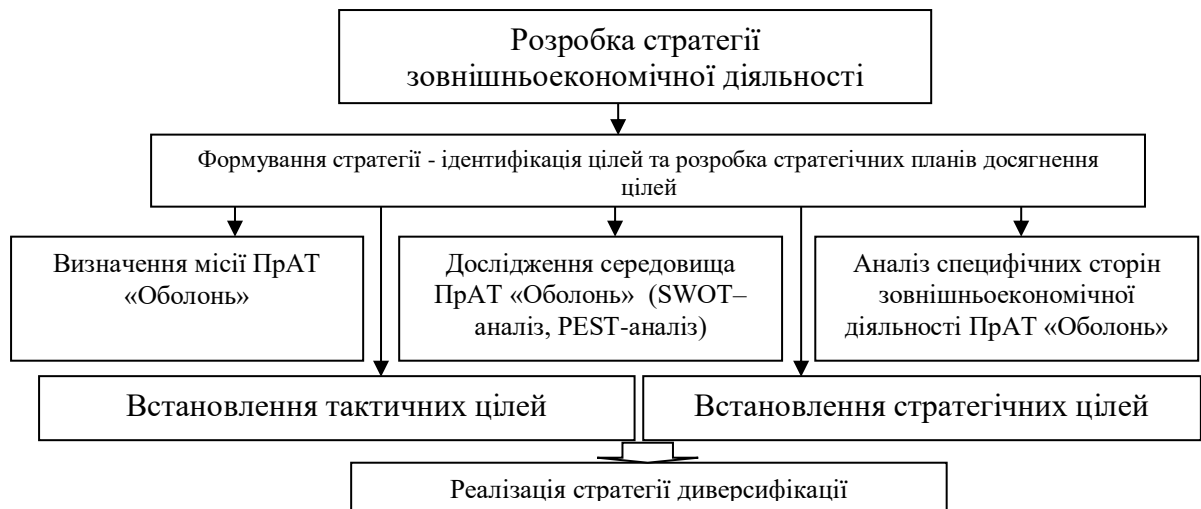 Розробка стратегії
зовнішньоекономічної діяльності
Формування стратегії - ідентифікація цілей та розробка стратегічних планів досягнення
цілей
Визначення місії ПрАТ
«Оболонь»
Дослідження середовища
ПрАТ «Оболонь» (SWOT–
аналіз, PEST-аналіз)
Аналіз специфічних сторін
зовнішньоекономічної
діяльності ПрАТ «Оболонь»
Встановлення тактичних цілей
Встановлення стратегічних цілей
Реалізація стратегії диверсифікації